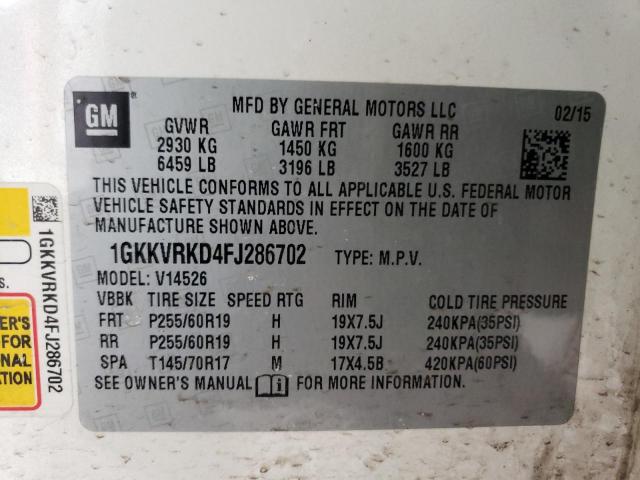 GM
MFD BY GENERAL MOTORS LLC 02/15
GVWR GAWR FRT GAWR RR
2930 KG 1450 KG 1600 KG
6459 LB 3196 LB 3527 LB
THIS VEHICLE CONFORMS TO ALL APPLICABLE U.S. FEDERAL MOTOR
VEHICLE SAFETY STANDARDS IN EFFECT ON THE DATE OF
MANUFACTURE SHOWN ABOVE.
1GKKVRKD4FJ286702 TYPE: M.P.V.
MODEL: V14526
VBBK TIRE SIZE SPEED RTG RIM COLD TIRE PRESSURE
FRT P255/60R19 H 19X7.5J 240KPA(35PSI)
RR P255/60R19 H 19X7.5J 240KPA(35PSI)
SPA T145/70R17 M 17X4.5B 420KPA(60PSI)
SEE OWNER'S MANUAL FOR MORE INFORMATION.
1GKKVRKD4FJ286702
ER'S
FOR
NAL
ATION